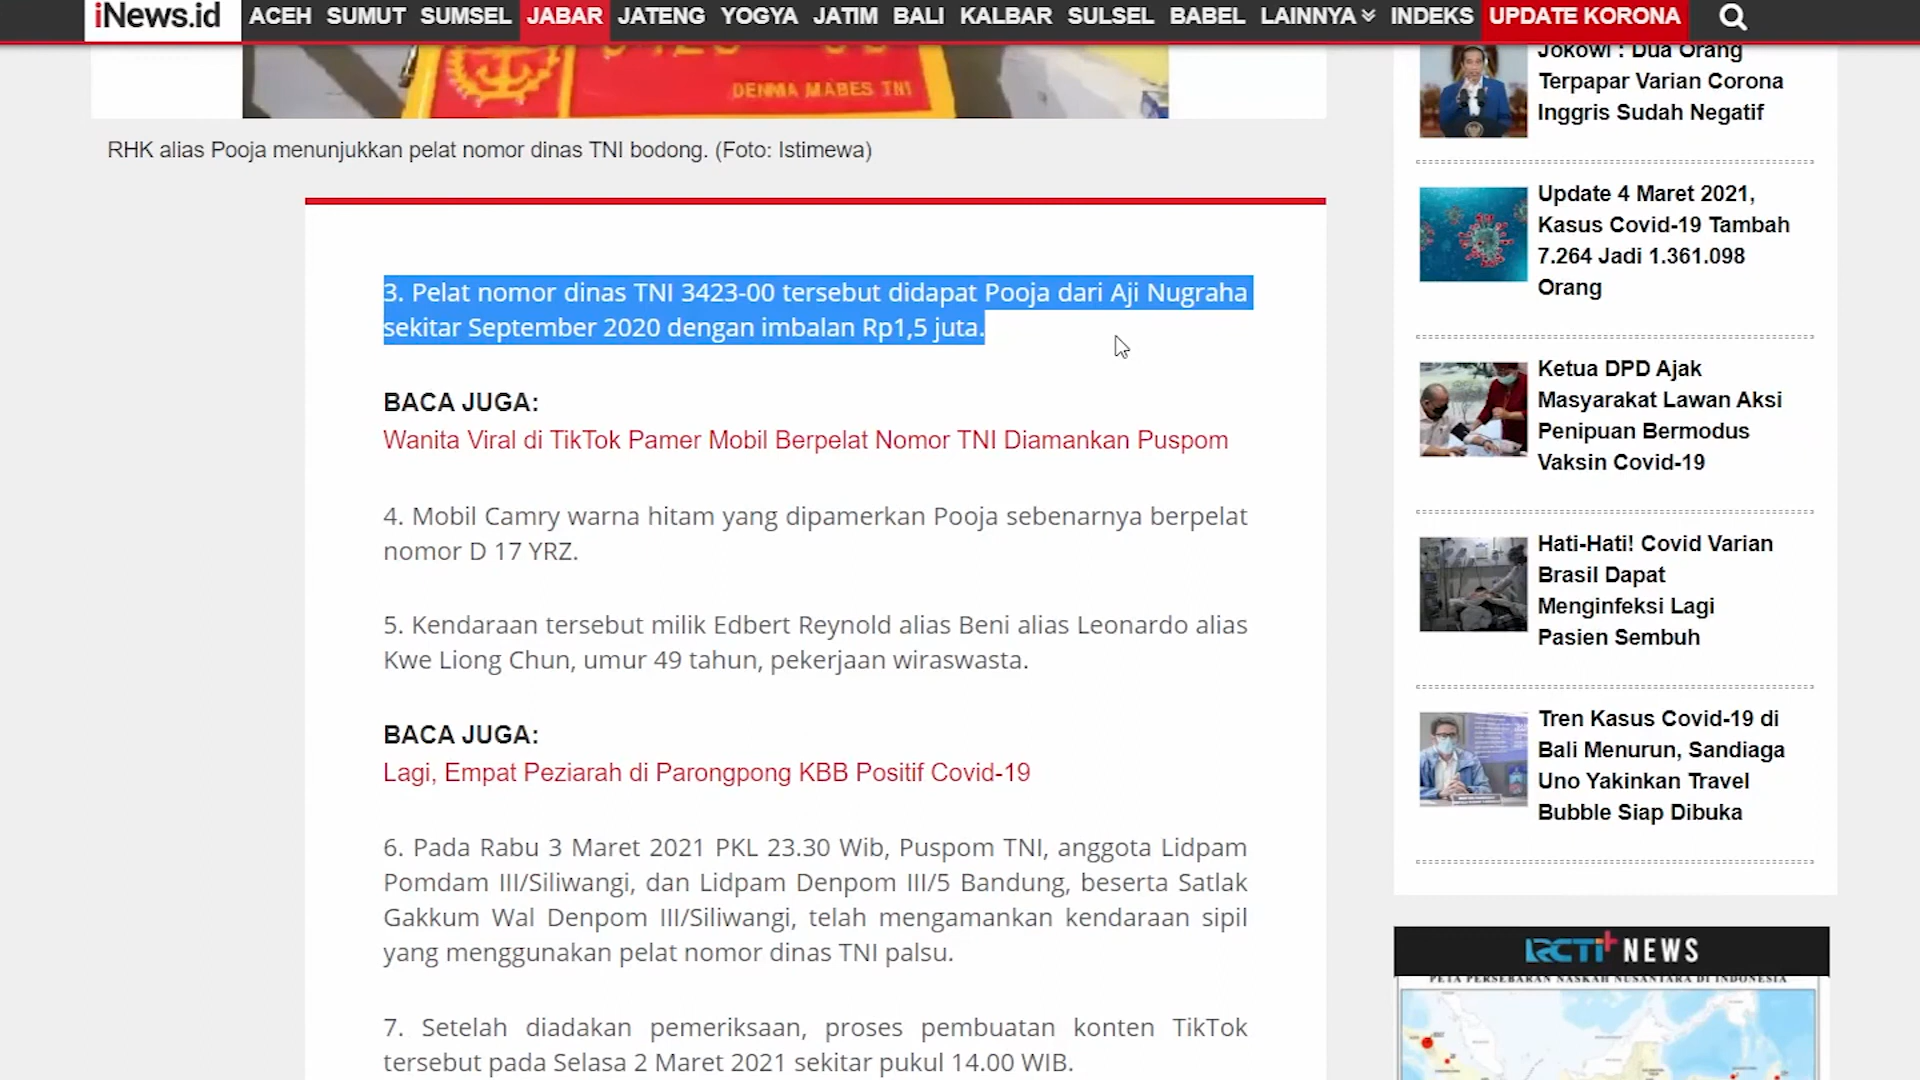 iNews.id ACEH SUMUT SUMSEL JABAR JATENG YOGYA JATIM BALI KALBAR SULSEL BABEL LAINNYA INDEKS UPDATE KORONA
DENMA MABES TNI
RHK alias Pooja menunjukkan pelat nomor dinas TNI bodong. (Foto: Istimewa)
3. Pelat nomor dinas TNI 3423-00 tersebut didapat Pooja dari Aji Nugraha
sekitar September 2020 dengan imbalan Rp1,5 juta.
BACA JUGA:
Wanita Viral di TikTok Pamer Mobil Berpelat Nomor TNI Diamankan Puspom
4. Mobil Camry warna hitam yang dipamerkan Pooja sebenarnya berpelat
nomor D 17 YRZ.
5. Kendaraan tersebut milik Edbert Reynold alias Beni alias Leonardo alias
Kwe Liong Chun, umur 49 tahun, pekerjaan wiraswasta.
BACA JUGA:
Lagi, Empat Peziarah di Parongpong KBB Positif Covid-19
6. Pada Rabu 3 Maret 2021 PKL 23.30 Wib, Puspom TNI, anggota Lidpam
Pomdam III/Siliwangi, dan Lidpam Denpom III/5 Bandung, beserta Satlak
Gakkum Wal Denpom III/Siliwangi, telah mengamankan kendaraan sipil
yang menggunakan pelat nomor dinas TNI palsu.
7. Setelah diadakan pemeriksaan, proses pembuatan konten TikTok
tersebut pada Selasa 2 Maret 2021 sekitar pukul 14.00 WIB.
Jokowi : Dua Orang
Terpapar Varian Corona
Inggris Sudah Negatif
Update 4 Maret 2021,
Kasus Covid-19 Tambah
7.264 Jadi 1.361.098
Orang
Ketua DPD Ajak
Masyarakat Lawan Aksi
Penipuan Bermodus
Vaksin Covid-19
Hati-Hati! Covid Varian
Brasil Dapat
Menginfeksi Lagi
Pasien Sembuh
Tren Kasus Covid-19 di
Bali Menurun, Sandiaga
Uno Yakinkan Travel
Bubble Siap Dibuka
RCTI+ NEWS
PETA PERSEBARAN NASKAH NUSANTARA DI INDONESIA